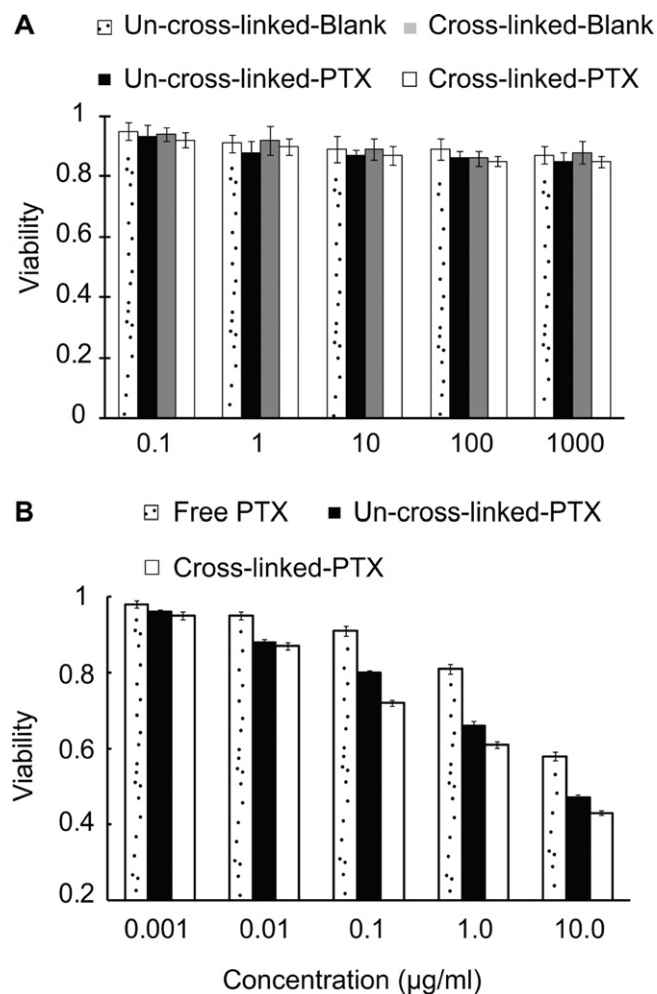 A
Un-cross-linked-Blank Cross-linked-Blank
Un-cross-linked-PTX Cross-linked-PTX
1
0.8
0.6
0.4
0.2
0
Viability
0.1 1 10 100 1000
B
Free PTX Un-cross-linked-PTX
Cross-linked-PTX
1
0.8
0.6
0.4
0.2
Viability
0.001 0.01 0.1 1.0 10.0
Concentration (µg/ml)